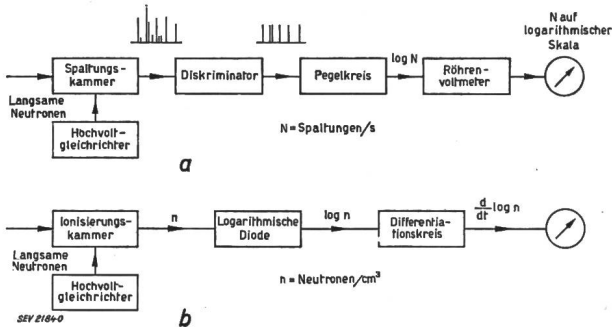 N auf
logarithmischer
Skala
Spaltungs-
kammer
Diskriminator
Pegelkreis
log N
Röhren-
voltmeter
Langsame
Neutronen
Hochvolt-
gleichrichter
N = Spaltungen/s
a
Ionisierungs-
kammer
n
Logarithmische
Diode
log n
Differentia-
tionskreis
d/dt log n
Langsame
Neutronen
Hochvolt-
gleichrichter
n = Neutronen/cm³
SEV 21840
b